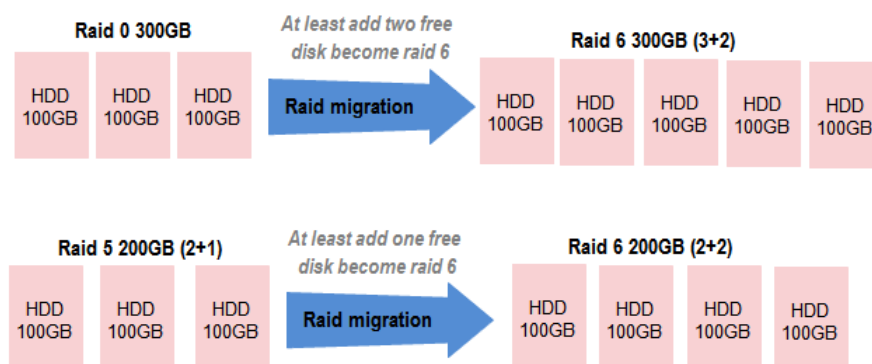 Raid 0 300GB
At least add two free
disk become raid 6
Raid 6 300GB (3+2)
HDD
100GB
HDD
100GB
HDD
100GB
Raid migration
HDD
100GB
HDD
100GB
HDD
100GB
HDD
100GB
HDD
100GB
Raid 5 200GB (2+1)
At least add one free
disk become raid 6
Raid 6 200GB (2+2)
HDD
100GB
HDD
100GB
HDD
100GB
Raid migration
HDD
100GB
HDD
100GB
HDD
100GB
HDD
100GB